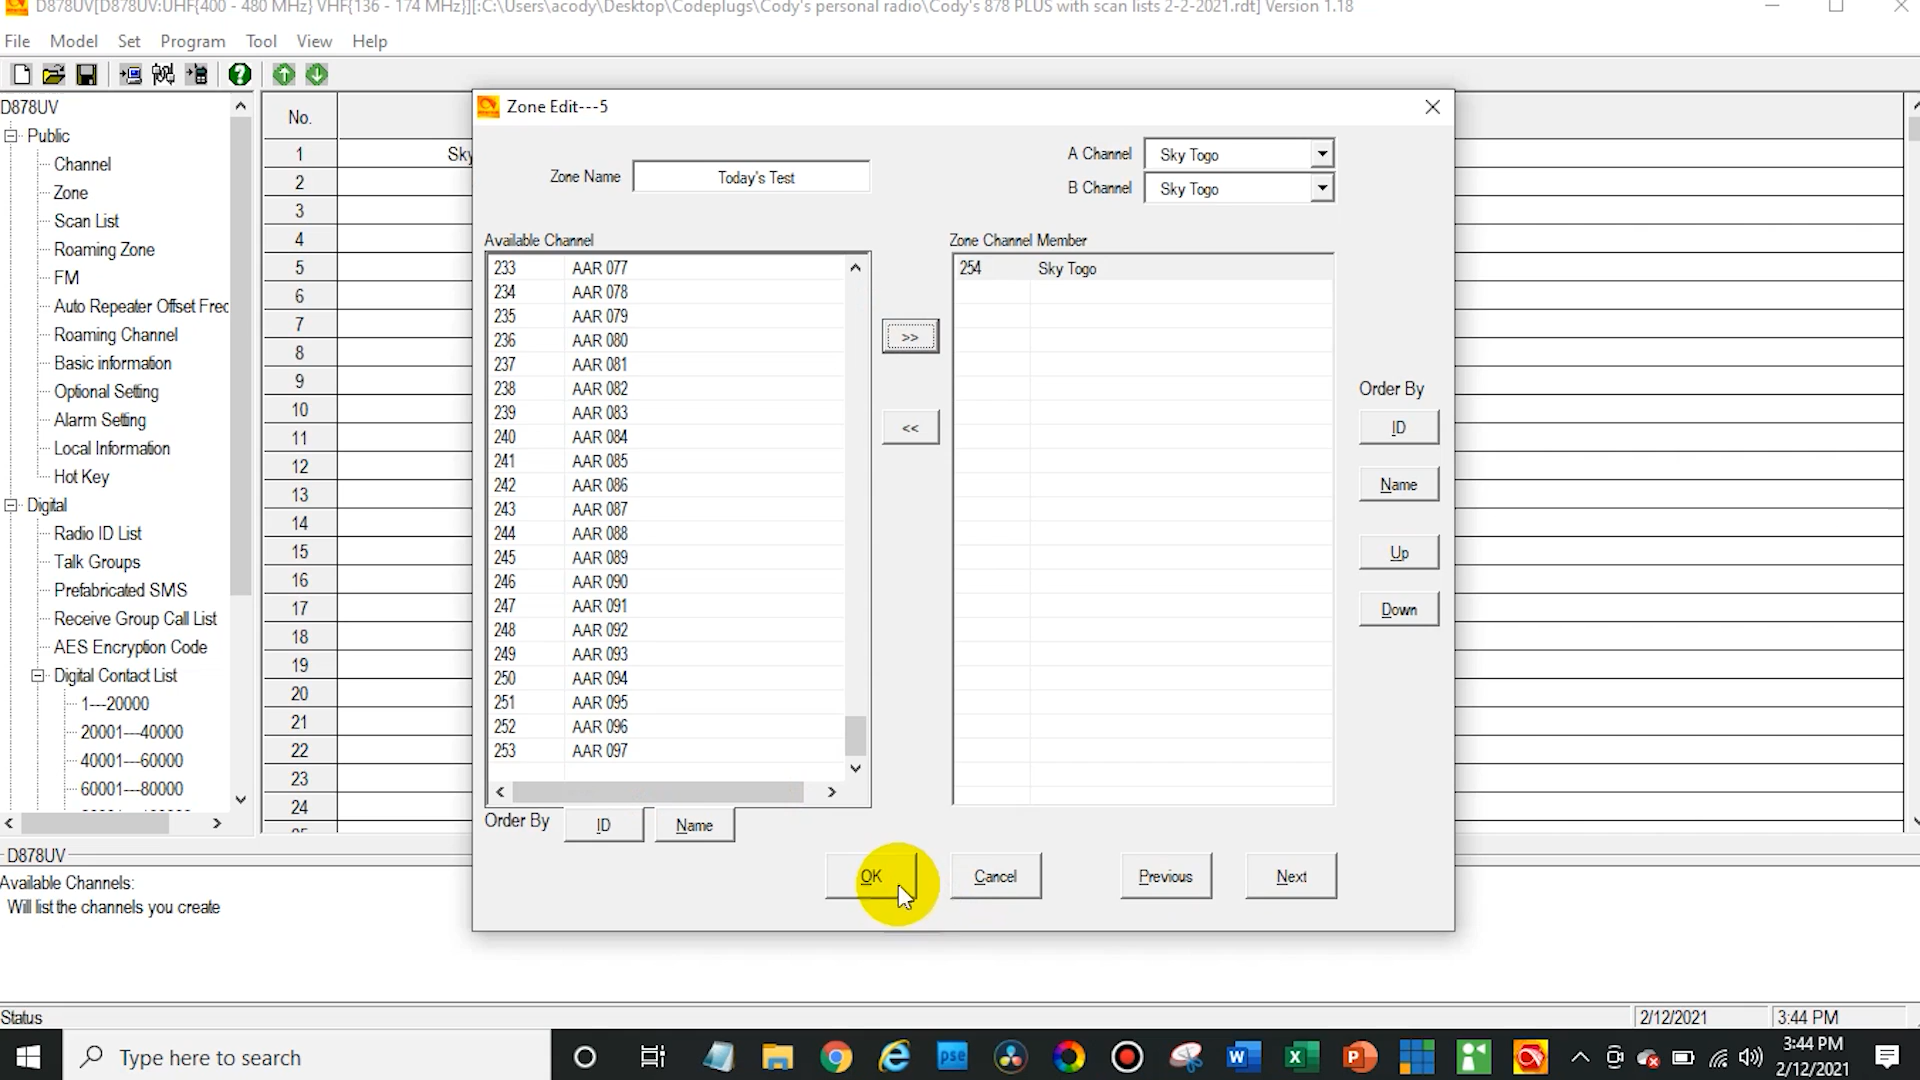 D878UV[D878UV:UHF{400 - 480 MHz} VHF{136 - 174 MHz}][:C:\Users\acody\Desktop\Codeplugs\Cody's personal radio\Cody's 878 PLUS with scan lists 2-2-2021.rdt] Version 1.18
File Model Set Program Tool View Help
D878UV
Public
Channel
Zone
Scan List
Roaming Zone
FM
Auto Repeater Offset Freq
Roaming Channel
Basic information
Optional Setting
Alarm Setting
Local Information
Hot Key
Digital
Radio ID List
Talk Groups
Prefabricated SMS
Receive Group Call List
AES Encryption Code
Digital Contact List
1---20000
20001---40000
40001---60000
60001---80000
No.
1 Sky
2
3
4
5
6
7
8
9
10
11
12
13
14
15
16
17
18
19
20
21
22
23
24
25
Zone Edit---5
Zone Name Today's Test
A Channel Sky Togo
B Channel Sky Togo
Available Channel
233 AAR 077
234 AAR 078
235 AAR 079
236 AAR 080
237 AAR 081
238 AAR 082
239 AAR 083
240 AAR 084
241 AAR 085
242 AAR 086
243 AAR 087
244 AAR 088
245 AAR 089
246 AAR 090
247 AAR 091
248 AAR 092
249 AAR 093
250 AAR 094
251 AAR 095
252 AAR 096
253 AAR 097
Order By ID Name
>>
<<
Zone Channel Member
254 Sky Togo
Order By
ID
Name
Up
Down
OK Cancel Previous Next
D878UV
Available Channels:
Will list the channels you create
Status 2/12/2021 3:44 PM
Type here to search
pse
3:44 PM
2/12/2021